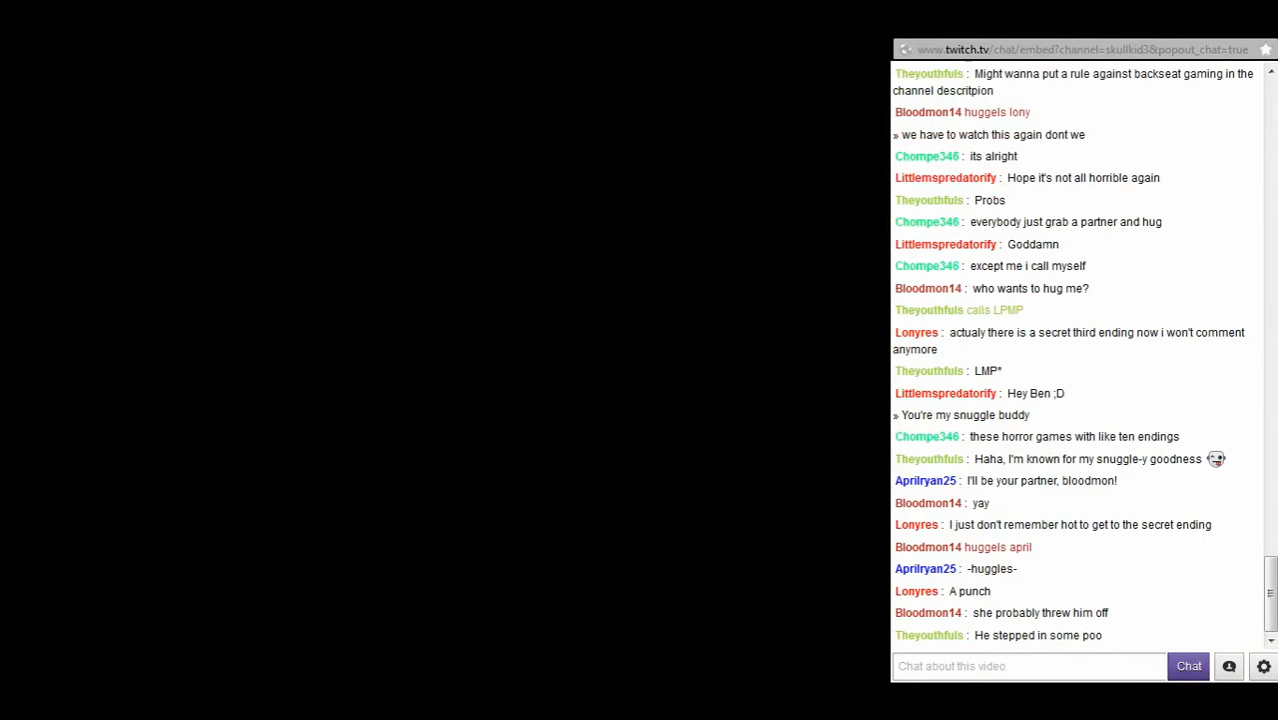 www.twitch.tv/chat/embed?channel=skullkid3&popout_chat=true
Theyouthfuls : Might wanna put a rule against backseat gaming in the
channel descritpion
Bloodmon14 huggels lony
» we have to watch this again dont we
Chompe346 : its alright
Littlemspredatorify : Hope it's not all horrible again
Theyouthfuls : Probs
Chompe346 : everybody just grab a partner and hug
Littlemspredatorify : Goddamn
Chompe346 : except me i call myself
Bloodmon14 : who wants to hug me?
Theyouthfuls calls LPMP
Lonyres : actualy there is a secret third ending now i won't comment
anymore
Theyouthfuls : LMP*
Littlemspredatorify : Hey Ben ;D
» You're my snuggle buddy
Chompe346 : these horror games with like ten endings
Theyouthfuls : Haha, I'm known for my snuggle-y goodness
Aprilryan25 : I'll be your partner, bloodmon!
Bloodmon14 : yay
Lonyres : I just don't remember hot to get to the secret ending
Bloodmon14 huggels april
Aprilryan25 : -huggles-
Lonyres : A punch
Bloodmon14 : she probably threw him off
Theyouthfuls : He stepped in some poo
Chat about this video
Chat